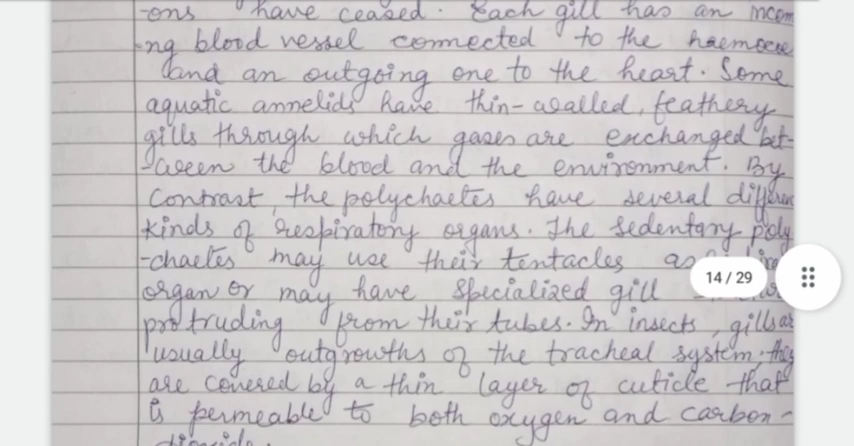 -ons have ceased. Each gill has an incom
-ng blood vessel connected to the haemocoe
and an outgoing one to the heart. Some
aquatic annelids have thin-walled, feathery
gills through which gases are exchanged bet-
-ween the blood and the environment. By
Contrast, the polychaetes have several differen
kinds of respiratory organs. The sedentary poly
-chaetes may use their tentacles as
14 / 29
organ or may have specialized gill
protruding from their tubes. In insects, gills ar
usually outgrowths of the tracheal system, they
are covered by a thin layer of cuticle that
is permeable to both oxygen and carbon-
dioxide.